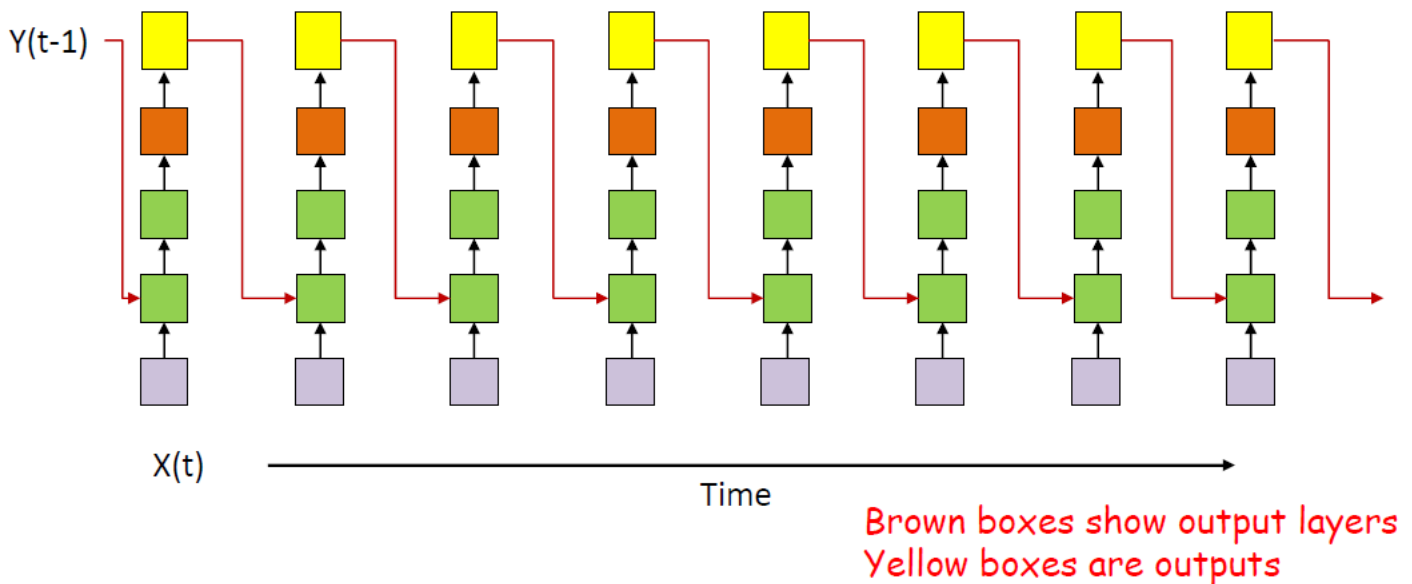 Y(t-1)
X(t)
Time
Brown boxes show output layers
Yellow boxes are outputs